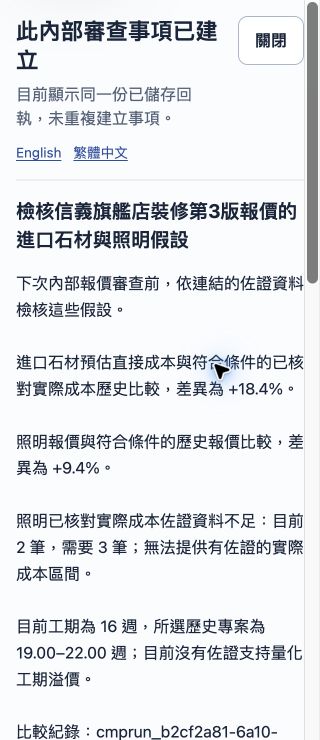 此內部審查事項已建
立
關閉
目前顯示同一份已儲存回
執，未重複建立事項。
English 繁體中文
檢核信義旗艦店裝修第3版報價的
進口石材與照明假設
下次內部報價審查前，依連結的佐證資料
檢核這些假設。
進口石材預估直接成本與符合條件的已核
對實際成本歷史比較，差異為 +18.4%。
照明報價與符合條件的歷史報價比較，差
異為 +9.4%。
照明已核對實際成本佐證資料不足：目前
2 筆，需要 3 筆；無法提供有佐證的實際
成本區間。
目前工期為 16 週，所選歷史專案為
19.00–22.00 週；目前沒有佐證支持量化
工期溢價。
比較紀錄：cmprun_b2cf2a81-6a10-